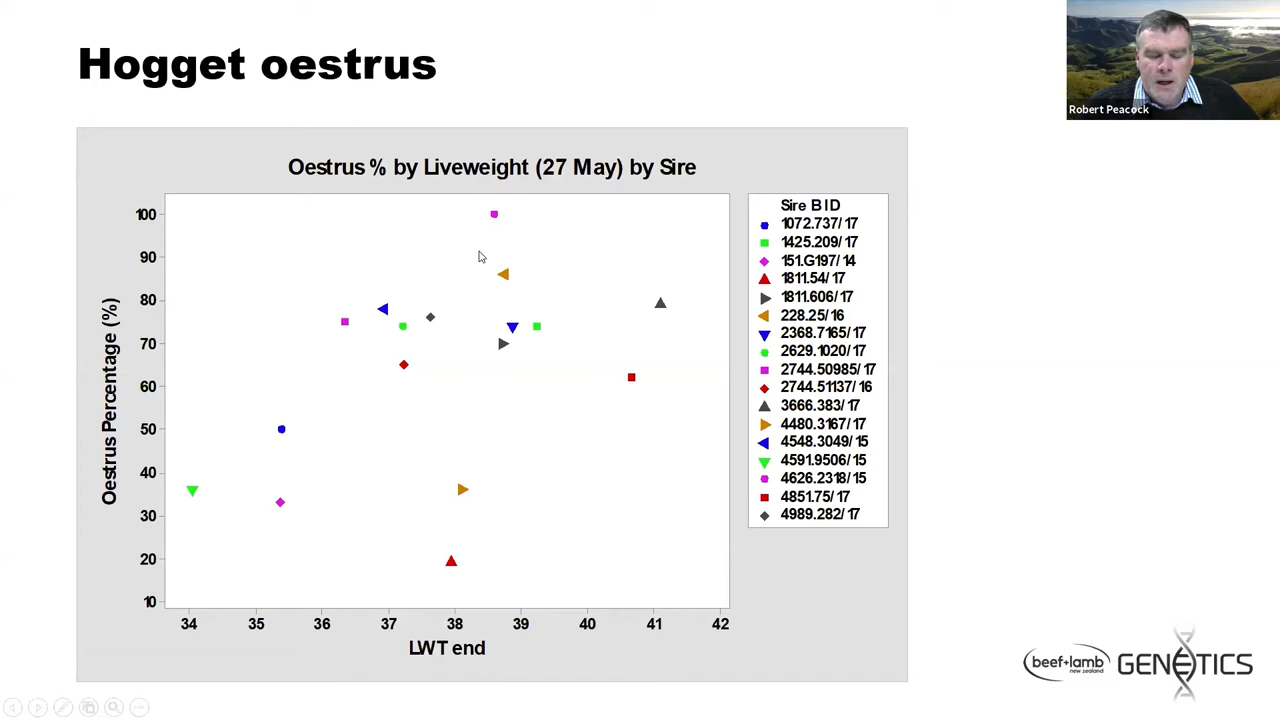 Hogget oestrus
Robert Peacock
Oestrus % by Liveweight (27 May) by Sire
Oestrus Percentage (%)
100
90
80
70
60
50
40
30
20
10
34 35 36 37 38 39 40 41 42
LWT end
Sire BID
1072.737/17
1425.209/17
151.G197/14
1811.54/17
1811.606/17
228.25/16
2368.7165/17
2629.1020/17
2744.50985/17
2744.51137/16
3666.383/17
4480.3167/17
4548.3049/15
4591.9506/15
4626.2318/15
4851.75/17
4989.282/17
beef+lamb
new zealand
GENETICS